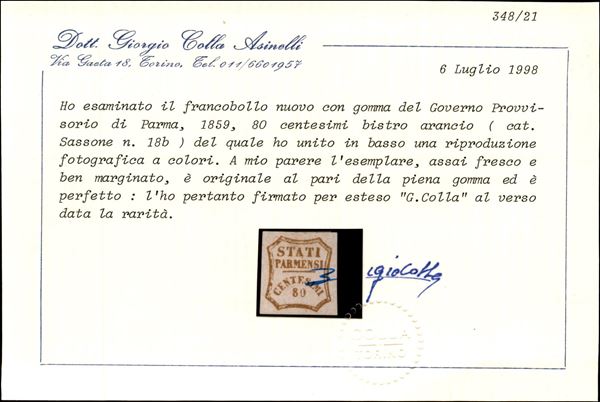 348/21
Dott. Giorgio Colla Asinelli
Via Gaeta 18, Torino, Tel. 011/6601957
6 Luglio 1998
Ho esaminato il francobollo nuovo con gomma del Governo Provvi-
sorio di Parma, 1859, 80 centesimi bistro arancio ( cat.
Sassone n. 18b ) del quale ho unito in basso una riproduzione
fotografica a colori. A mio parere l'esemplare, assai fresco e
ben marginato, è originale al pari della piena gomma ed è
perfetto : l'ho pertanto firmato per esteso "G.Colla" al verso
data la rarità.
STATI
PARMENSI
CENTESIMI
80
COLLA
TORINO